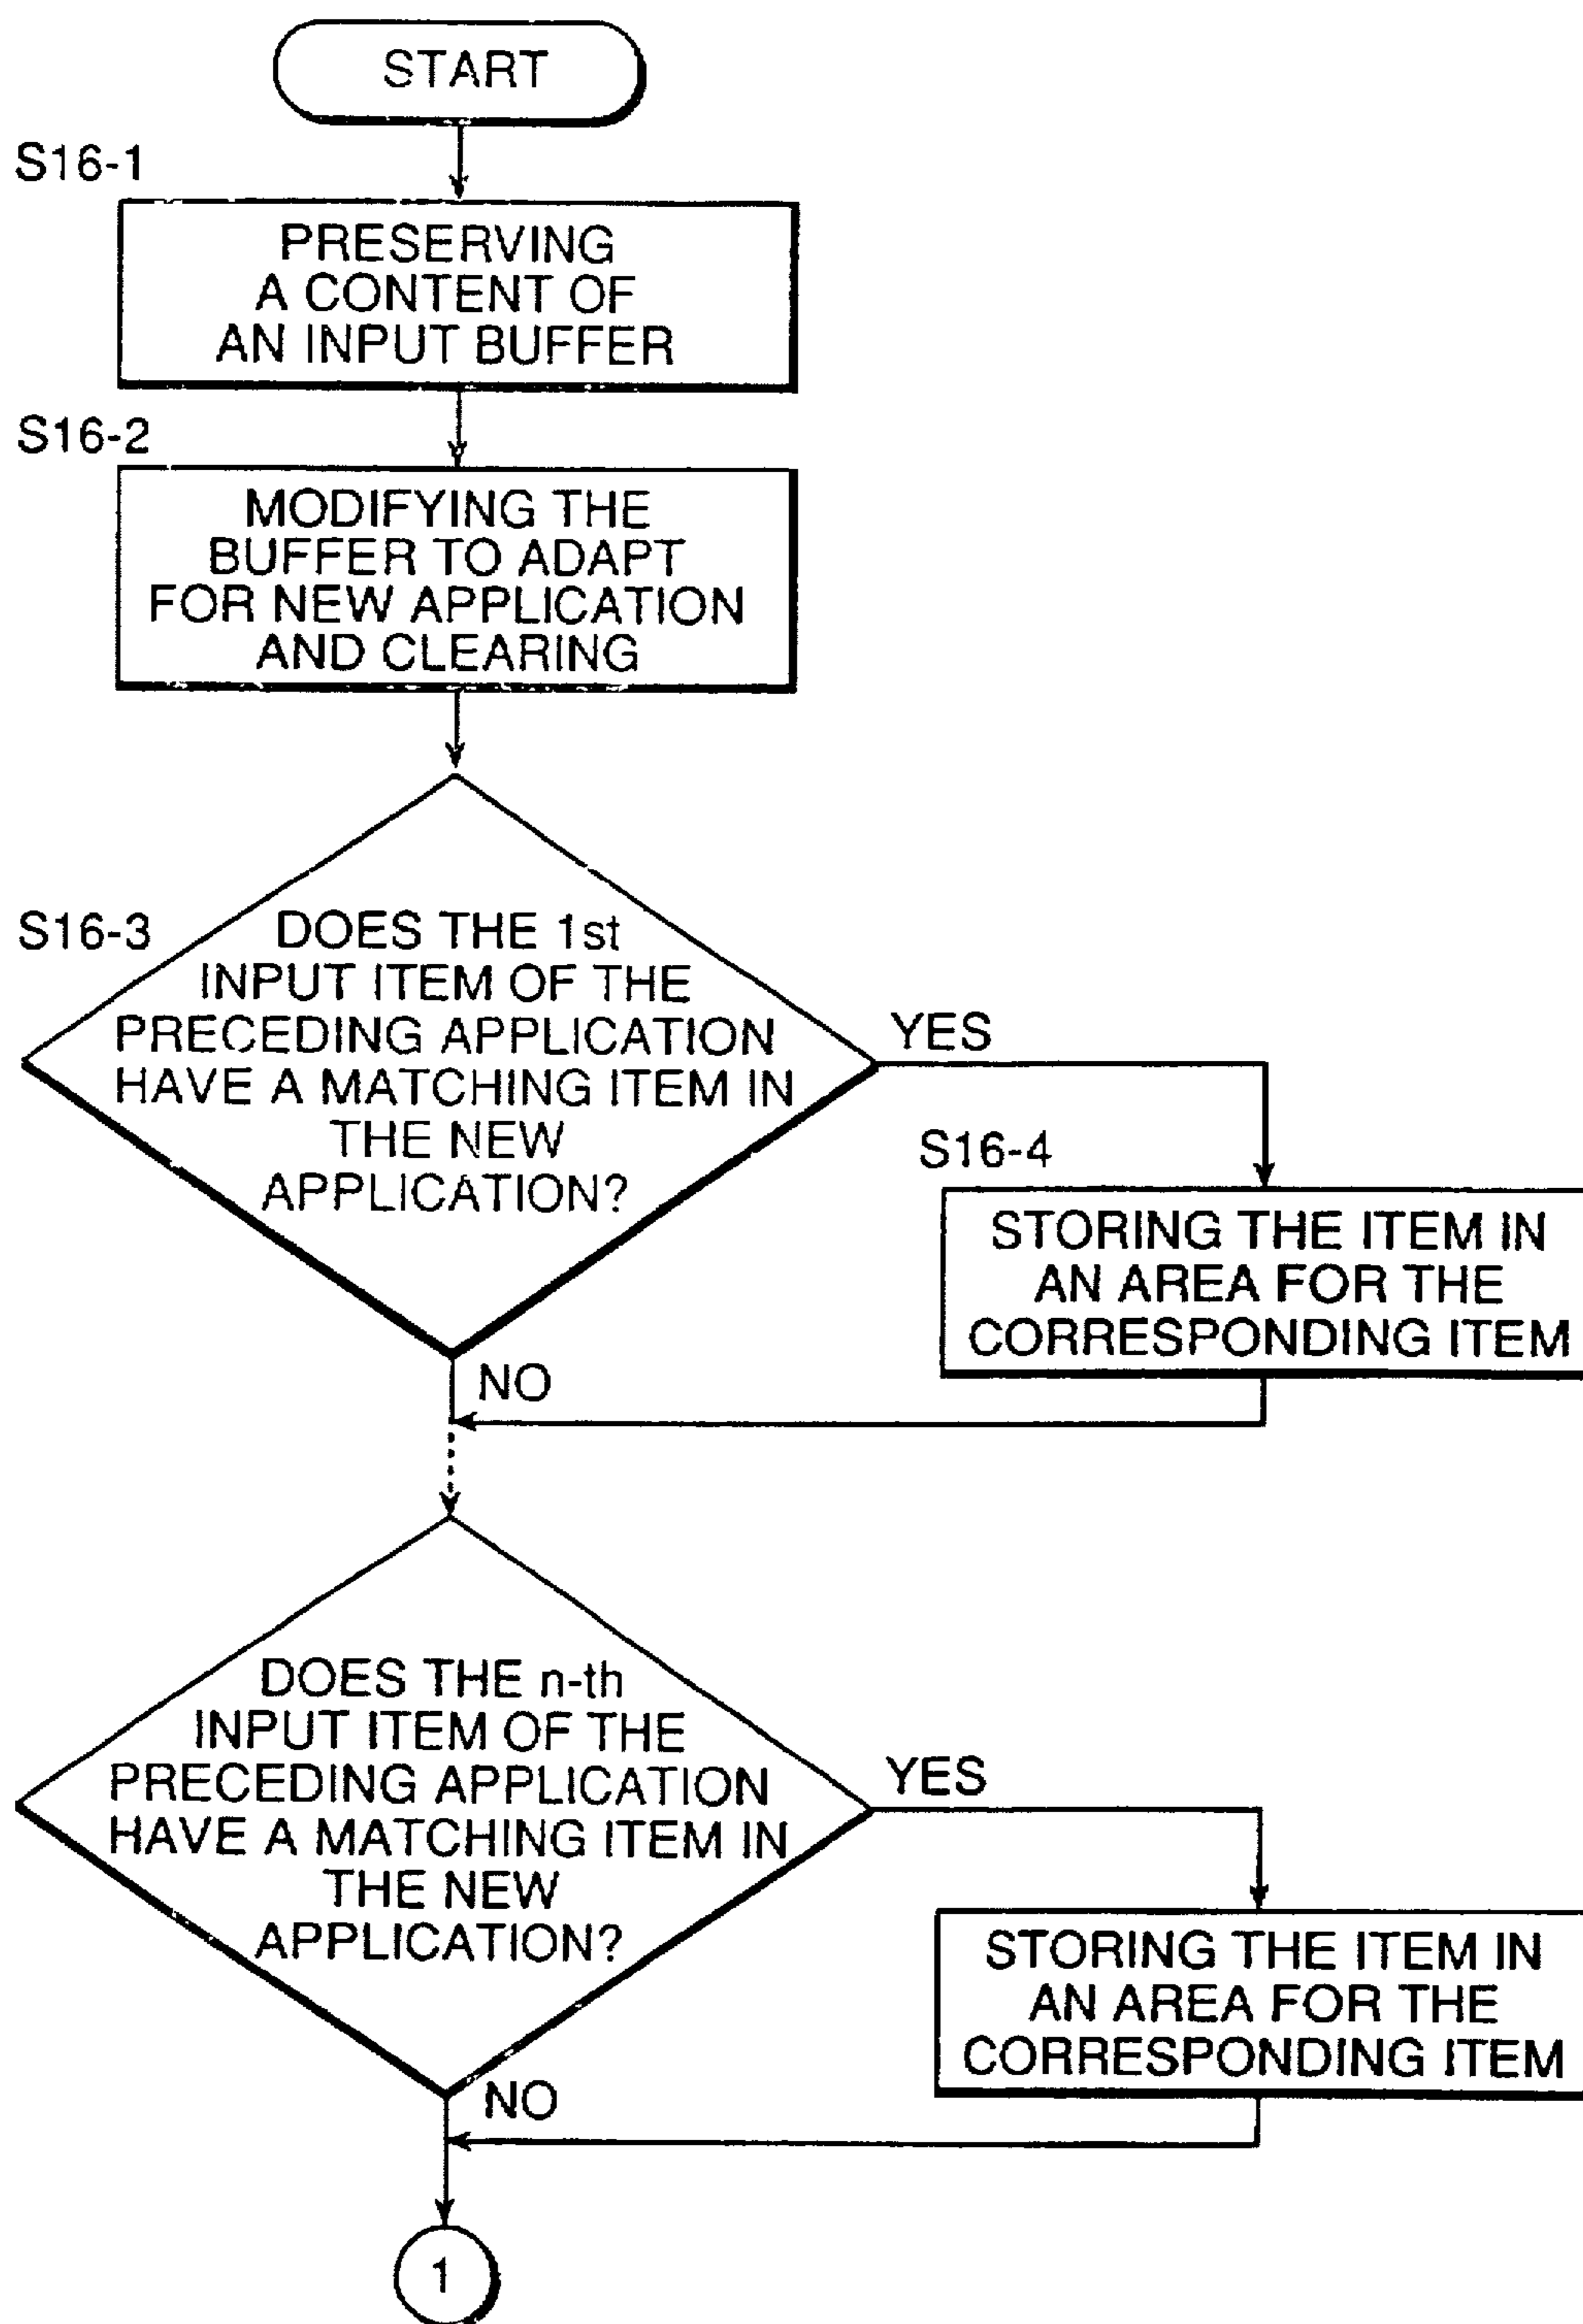 START
S16-1
PRESERVING
A CONTENT OF
AN INPUT BUFFER
S16-2
MODIFYING THE
BUFFER TO ADAPT
FOR NEW APPLICATION
AND CLEARING
S16-3
DOES THE 1st
INPUT ITEM OF THE
PRECEDING APPLICATION
HAVE A MATCHING ITEM IN
THE NEW
APPLICATION?
YES
S16-4
STORING THE ITEM IN
AN AREA FOR THE
CORRESPONDING ITEM
NO
DOES THE n-th
INPUT ITEM OF THE
PRECEDING APPLICATION
HAVE A MATCHING ITEM IN
THE NEW
APPLICATION?
YES
STORING THE ITEM IN
AN AREA FOR THE
CORRESPONDING ITEM
NO
1